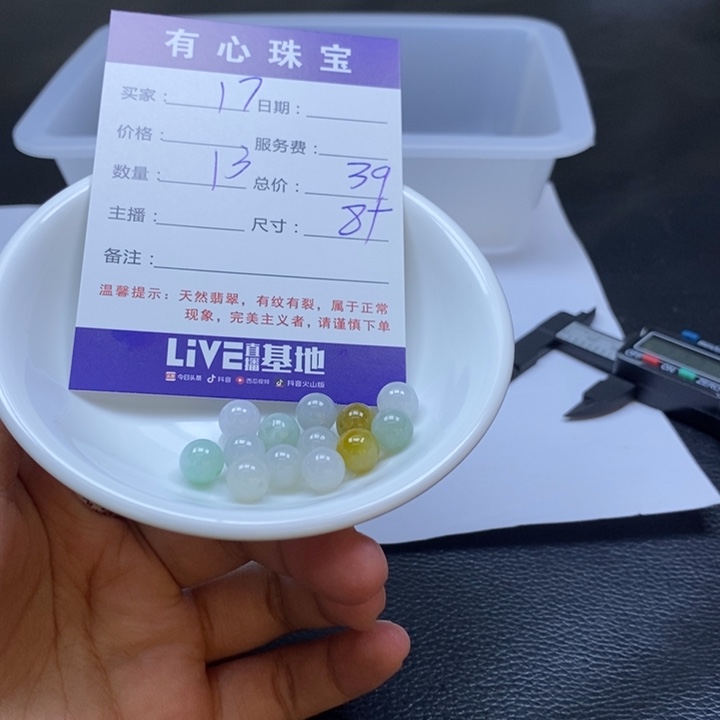 有心珠宝
买家：17 日期：
价格： 服务费：
数量：13 总价：39
主播： 尺寸：8+
备注：
温馨提示：天然翡翠，有纹有裂，属于正常
现象，完美主义者，请谨慎下单
LiVE直播基地
今日头条 抖音 西瓜视频 抖音火山版
OFF ON ZERO